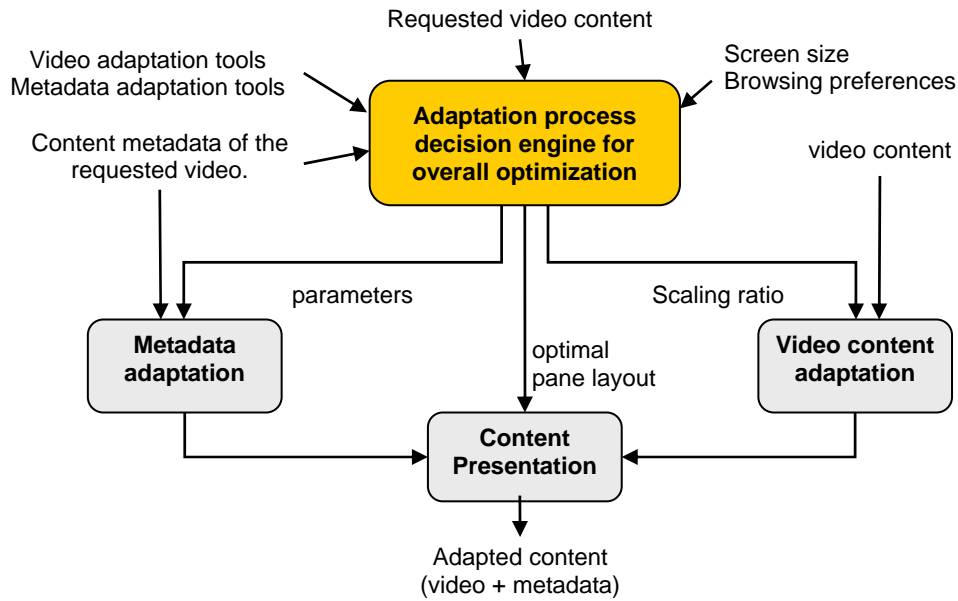 Requested video content
Video adaptation tools
Metadata adaptation tools
Screen size
Browsing preferences
Adaptation process
decision engine for
overall optimization
Content metadata of the
requested video.
video content
parameters
Scaling ratio
Metadata
adaptation
optimal
pane layout
Video content
adaptation
Content
Presentation
Adapted content
(video + metadata)